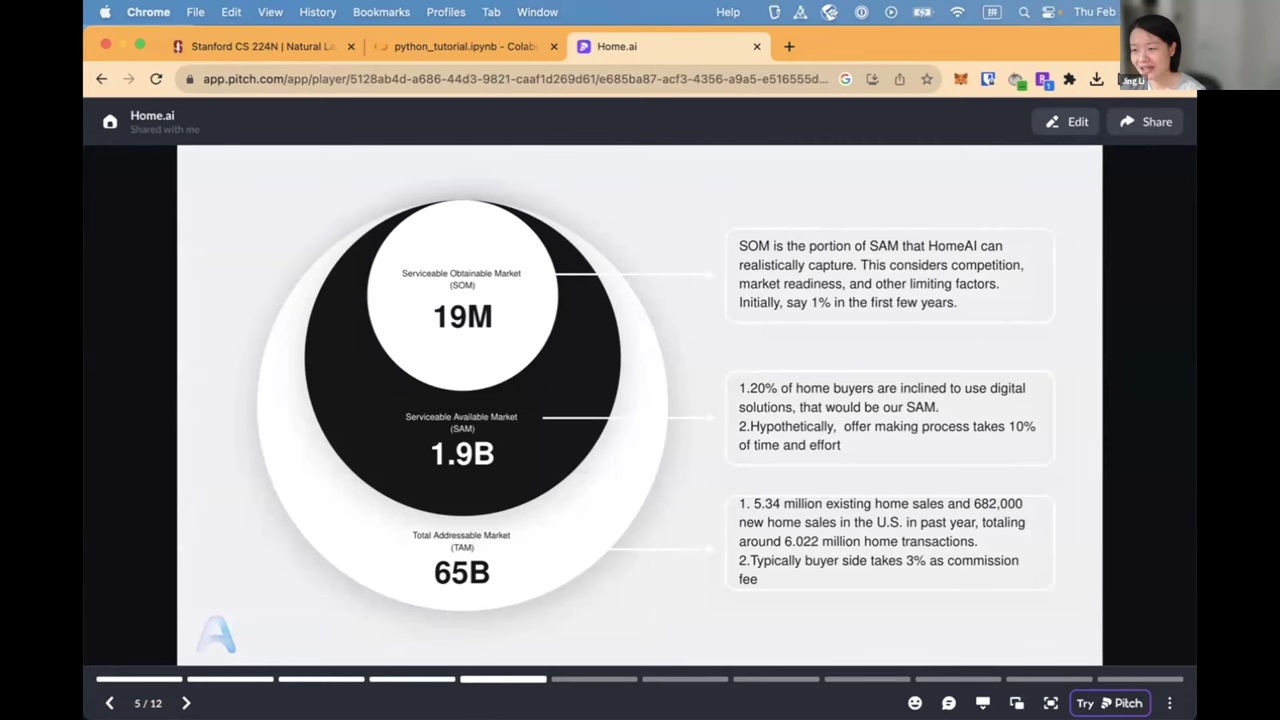 Chrome File Edit View History Bookmarks Profiles Tab Window Help Thu Feb
Stanford CS 224N | Natural La
python_tutorial.ipynb - Colab
Home.ai
app.pitch.com/app/player/5128ab4d-a686-44d3-9821-caaf1d269d61/e685ba87-acf3-4356-a9a5-e516555d...
Jing Li
Home.ai
Shared with me
Edit
Share
Serviceable Obtainable Market
(SOM)
19M
SOM is the portion of SAM that HomeAI can
realistically capture. This considers competition,
market readiness, and other limiting factors.
Initially, say 1% in the first few years.
Serviceable Available Market
(SAM)
1.9B
1.20% of home buyers are inclined to use digital
solutions, that would be our SAM.
2.Hypothetically, offer making process takes 10%
of time and effort
Total Addressable Market
(TAM)
65B
1. 5.34 million existing home sales and 682,000
new home sales in the U.S. in past year, totaling
around 6.022 million home transactions.
2.Typically buyer side takes 3% as commission
fee
5 / 12
Try Pitch